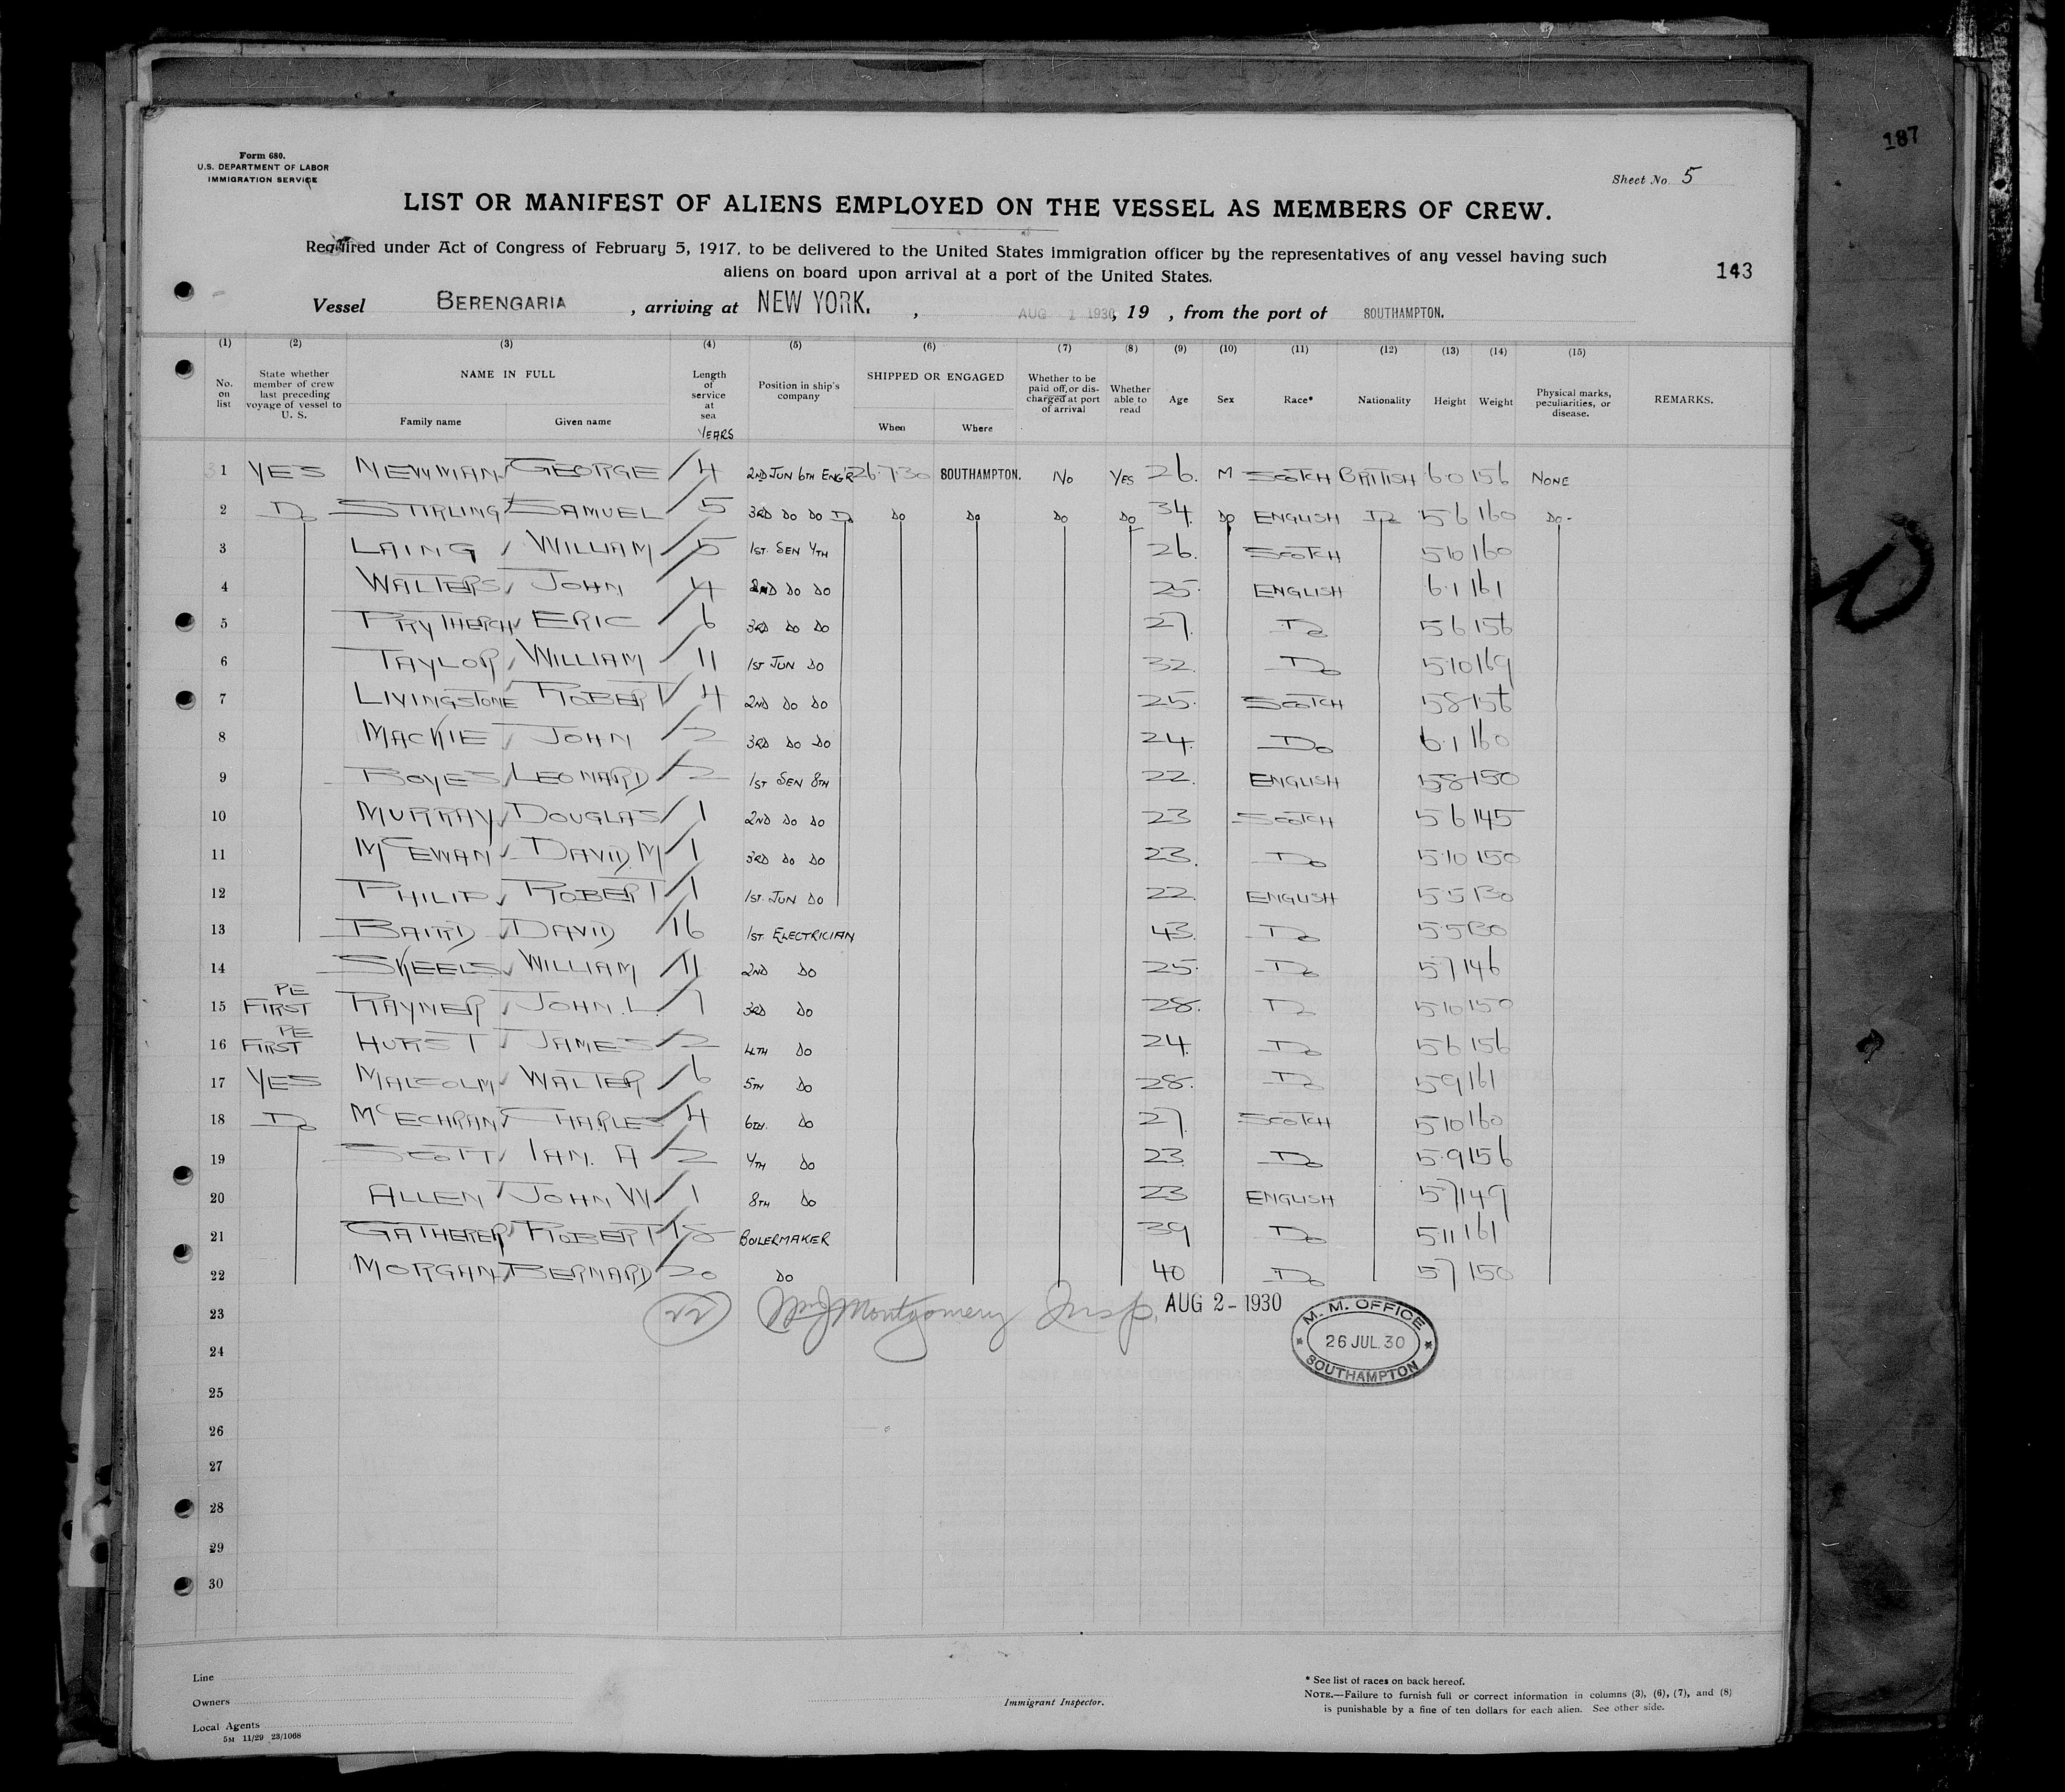 187
Form 680.
U.S. DEPARTMENT OF LABOR
IMMIGRATION SERVICE
Sheet No. 5
LIST OR MANIFEST OF ALIENS EMPLOYED ON THE VESSEL AS MEMBERS OF CREW.
Required under Act of Congress of February 5, 1917, to be delivered to the United States immigration officer by the representatives of any vessel having such
aliens on board upon arrival at a port of the United States.
143
Vessel BERENGARIA, arriving at NEW YORK. , AUG 1 1930, 19 , from the port of SOUTHAMPTON.
(1) (2) (3) (4) (5) (6) (7) (8) (9) (10) (11) (12) (13) (14) (15)
No. on list State whether member of crew last preceding voyage of vessel to U. S. NAME IN FULL Family name Given name Length of service at sea YEARS Position in ship's company SHIPPED OR ENGAGED When Where Whether to be paid off, or discharged at port of arrival Whether able to read Age Sex Race* Nationality Height Weight Physical marks, peculiarities, or disease. REMARKS.
1 YES NEWMAN GEORGE 4 2ND JUN 6TH ENG'R 26.7.30 SOUTHAMPTON. NO YES 26. M SCOTCH BRITISH 6.0 156 NONE
2 DO STIRLING SAMUEL 5 3RD DO DO DO DO DO DO DO 34. DO ENGLISH DO 5 6 160 DO-
3 LAING WILLIAM 5 1ST. SEN 7TH 26. SCOTCH 5 10 160
4 WALTERS JOHN 4 2ND DO DO 25. ENGLISH 6.1 161
5 PRYTHERCH ERIC 6 3RD DO DO 27. DO 5 6 156
6 TAYLOR WILLIAM 11 1ST JUN DO 32. DO 5.10 169
7 LIVINGSTONE ROBERT 4 2ND DO DO 25. SCOTCH 5 8 156
8 MACKIE JOHN 2 3RD DO DO 24. DO 6.1 160
9 BOYES LEONARD 2 1ST SEN 8TH 22. ENGLISH 5 8 150
10 MURRAY DOUGLAS 1 2ND DO DO 23 SCOTCH 5 6 145
11 McEWAN DAVID M 1 3RD DO DO 23. DO 5.10 150
12 PHILIP ROBERT 1 1ST. JUN DO 22. ENGLISH 5.5 130
13 BAIRD DAVID 16 1ST. ELECTRICIAN 43. DO 5.5 130
14 SKEELS WILLIAM 11 2ND DO 25. DO 5 7 146
15 PE FIRST RAYNER JOHN. L. 7 3RD DO 28. DO 5.10 150
16 PE FIRST HURST JAMES 2 4TH DO 24. DO 5 6 156
17 YES MALCOLM WALTER 6 5TH DO 28. DO 5 9 161
18 DO McECHRAN CHARLES 4 6TH. DO 27. SCOTCH 5 10 160
19 SCOTT IAN. A 2 7TH DO 23. DO 5.9 156
20 ALLEN JOHN W 1 8TH DO 23 ENGLISH 5 7 149
21 GATHERER ROBERT 18 BOILERMAKER 39 DO 5 11 161
22 MORGAN BERNARD 20 DO 40 DO 5 7 150
23 (22) Montgomery Insp. AUG 2 - 1930
M. M. OFFICE
26 JUL. 30
SOUTHAMPTON
24
25
26
27
28
29
30
Line
Owners
Local Agents
5M 11/29 23/1068
Immigrant Inspector.
* See list of races on back hereof.
NOTE.—Failure to furnish full or correct information in columns (3), (6), (7), and (8)
is punishable by a fine of ten dollars for each alien. See other side.